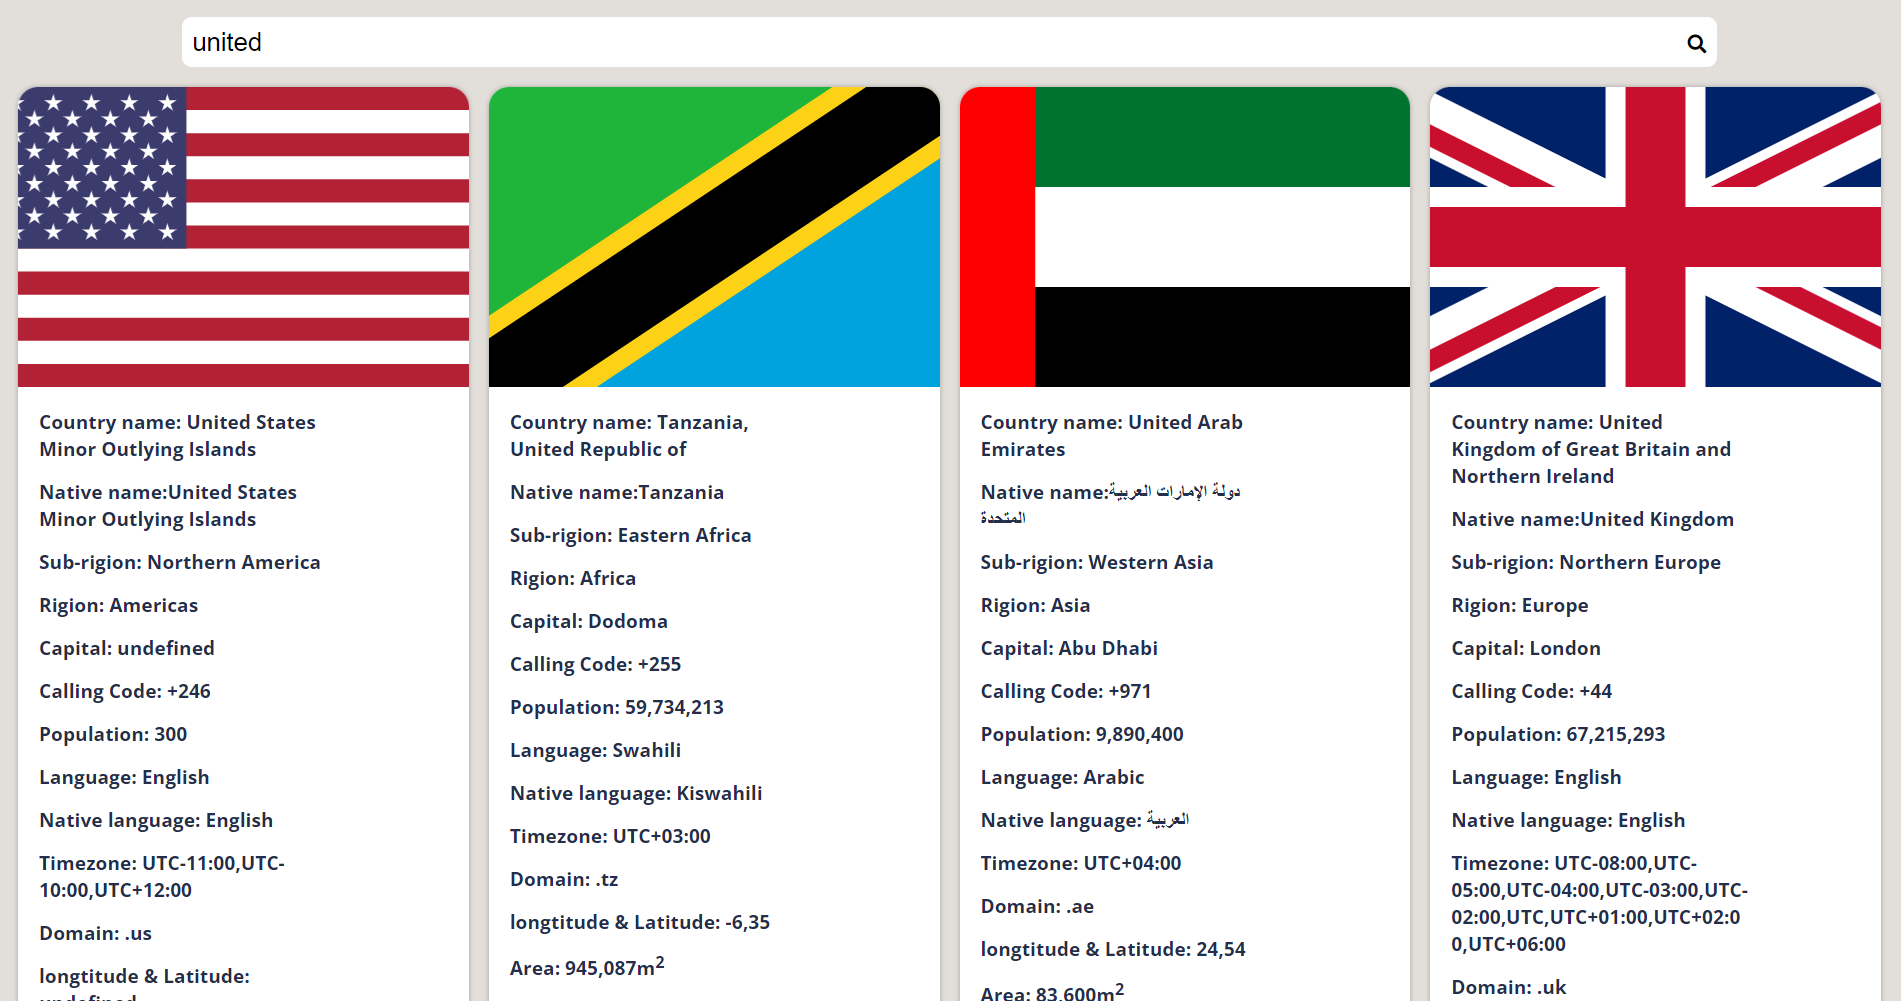 united
Country name: United States
Minor Outlying Islands
Native name:United States
Minor Outlying Islands
Sub-rigion: Northern America
Rigion: Americas
Capital: undefined
Calling Code: +246
Population: 300
Language: English
Native language: English
Timezone: UTC-11:00,UTC-
10:00,UTC+12:00
Domain: .us
longtitude & Latitude:
undefined
Country name: Tanzania,
United Republic of
Native name:Tanzania
Sub-rigion: Eastern Africa
Rigion: Africa
Capital: Dodoma
Calling Code: +255
Population: 59,734,213
Language: Swahili
Native language: Kiswahili
Timezone: UTC+03:00
Domain: .tz
longtitude & Latitude: -6,35
Area: 945,087m²
Country name: United Arab
Emirates
Native name:دولة الإمارات العربية
المتحدة
Sub-rigion: Western Asia
Rigion: Asia
Capital: Abu Dhabi
Calling Code: +971
Population: 9,890,400
Language: Arabic
Native language: العربية
Timezone: UTC+04:00
Domain: .ae
longtitude & Latitude: 24,54
Area: 83,600m²
Country name: United
Kingdom of Great Britain and
Northern Ireland
Native name:United Kingdom
Sub-rigion: Northern Europe
Rigion: Europe
Capital: London
Calling Code: +44
Population: 67,215,293
Language: English
Native language: English
Timezone: UTC-08:00,UTC-
05:00,UTC-04:00,UTC-03:00,UTC-
02:00,UTC,UTC+01:00,UTC+02:0
0,UTC+06:00
Domain: .uk